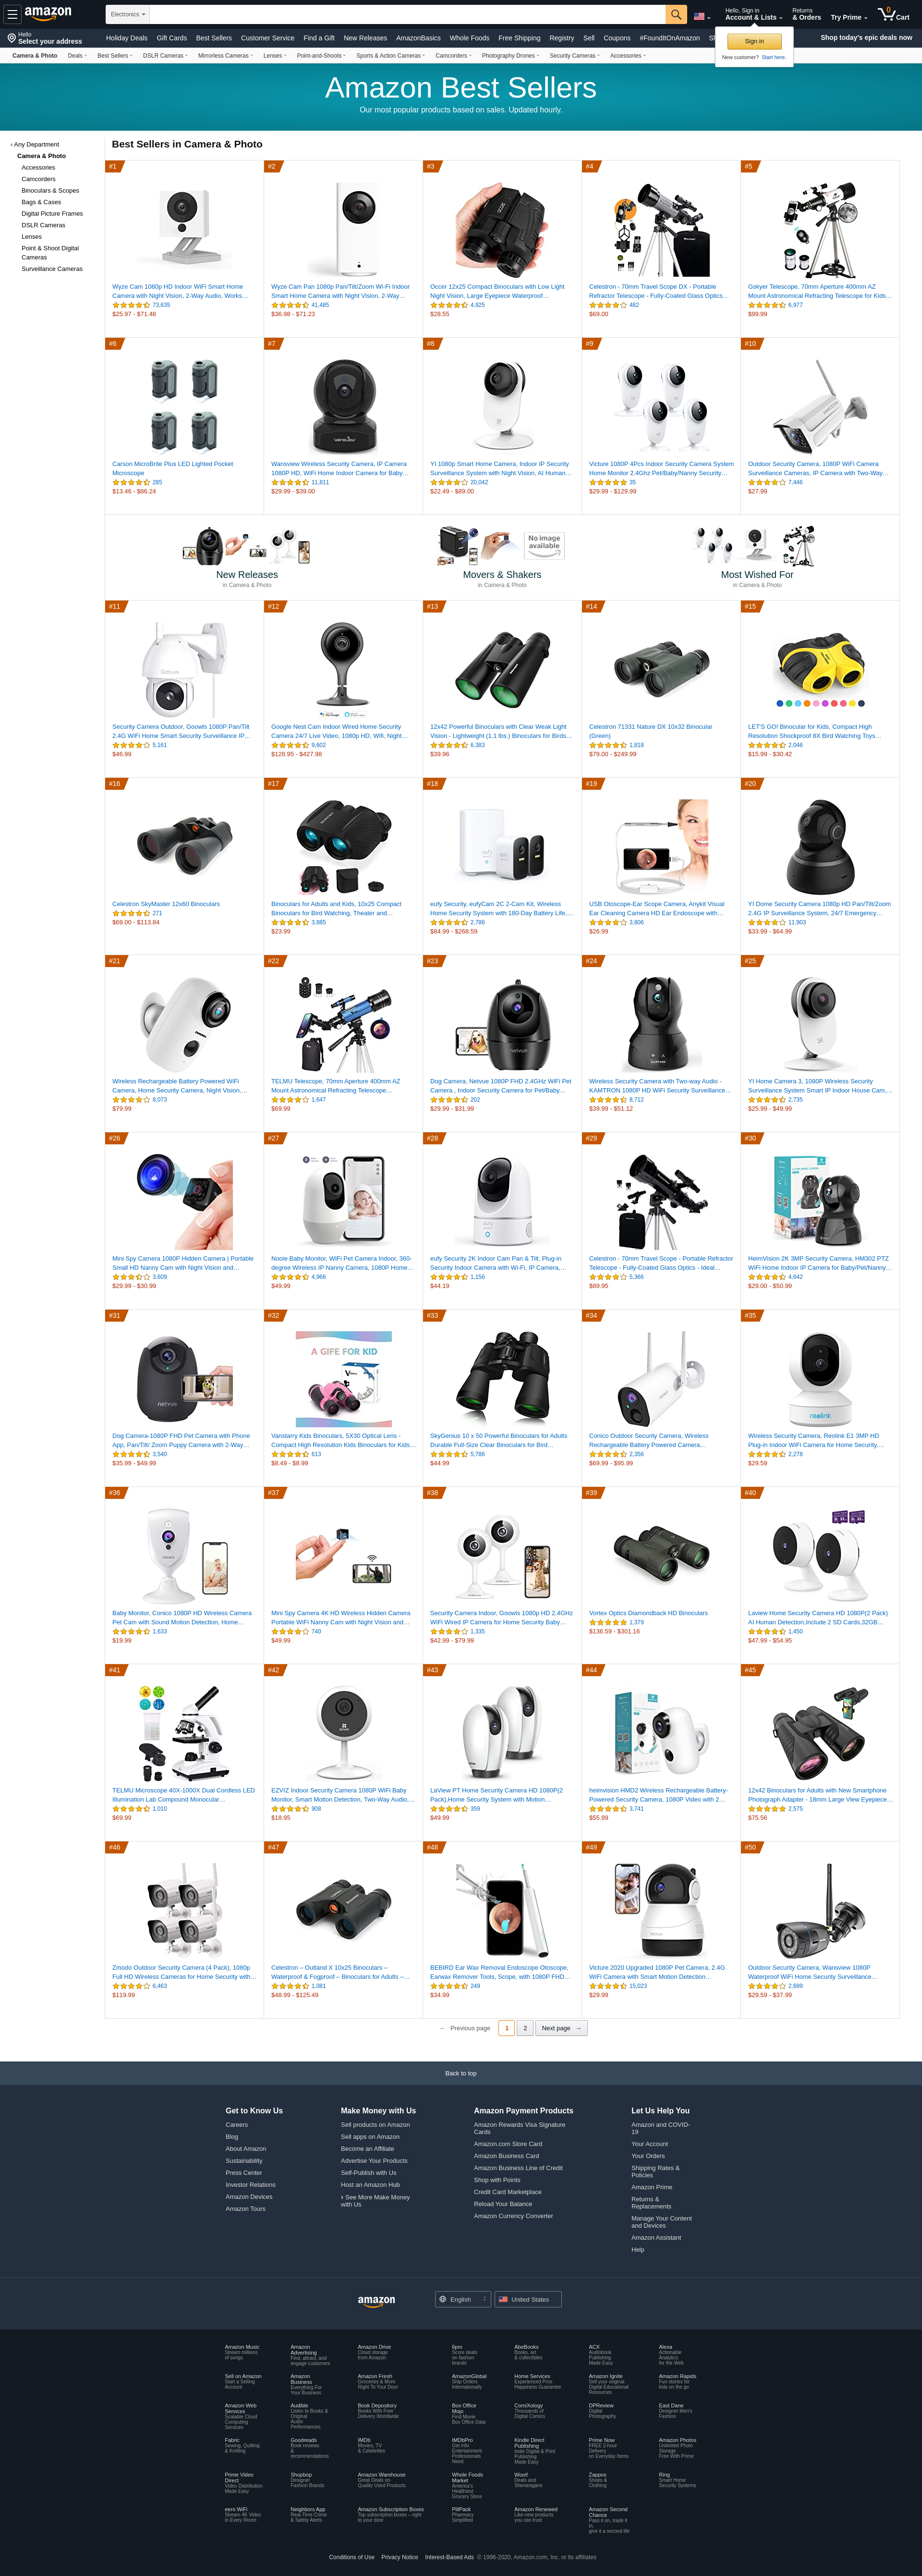 amazon
Electronics
Hello, Sign in
Account & Lists
Returns
& Orders
Try Prime
0
Cart
Hello
Select your address
Holiday Deals
Gift Cards
Best Sellers
Customer Service
Find a Gift
New Releases
AmazonBasics
Whole Foods
Free Shipping
Registry
Sell
Coupons
#FoundItOnAmazon
Shop today's epic deals now
Sign in
New customer? Start here.
Camera & Photo
Deals
Best Sellers
DSLR Cameras
Mirrorless Cameras
Lenses
Point-and-Shoots
Sports & Action Cameras
Camcorders
Photography Drones
Security Cameras
Accessories
Amazon Best Sellers
Our most popular products based on sales. Updated hourly.
‹ Any Department
Camera & Photo
Accessories
Camcorders
Binoculars & Scopes
Bags & Cases
Digital Picture Frames
DSLR Cameras
Lenses
Point & Shoot Digital
Cameras
Surveillance Cameras
Best Sellers in Camera & Photo
#1
Wyze Cam 1080p HD Indoor WiFi Smart Home
Camera with Night Vision, 2-Way Audio, Works…
73,635
$25.97 - $71.48
#2
Wyze Cam Pan 1080p Pan/Tilt/Zoom Wi-Fi Indoor
Smart Home Camera with Night Vision, 2-Way…
41,485
$36.98 - $71.23
#3
Occer 12x25 Compact Binoculars with Low Light
Night Vision, Large Eyepiece Waterproof…
4,925
$28.55
#4
Celestron - 70mm Travel Scope DX - Portable
Refractor Telescope - Fully-Coated Glass Optics…
482
$69.00
#5
Gskyer Telescope, 70mm Aperture 400mm AZ
Mount Astronomical Refracting Telescope for Kids…
6,977
$99.99
#6
Carson MicroBrite Plus LED Lighted Pocket
Microscope
285
$13.46 - $86.24
#7
Wansview Wireless Security Camera, IP Camera
1080P HD, WiFi Home Indoor Camera for Baby…
11,811
$29.99 - $39.00
#8
YI 1080p Smart Home Camera, Indoor IP Security
Surveillance System with Night Vision, AI Human…
20,042
$22.49 - $89.00
#9
Victure 1080P 4Pcs Indoor Security Camera System
Home Monitor 2.4Ghz Pet/Baby/Nanny Security…
35
$29.99 - $129.99
#10
Outdoor Security Camera, 1080P WiFi Camera
Surveillance Cameras, IP Camera with Two-Way…
7,446
$27.99
No image
available
New Releases
in Camera & Photo
Movers & Shakers
in Camera & Photo
Most Wished For
in Camera & Photo
#11
Security Camera Outdoor, Goowls 1080P Pan/Tilt
2.4G WiFi Home Smart Security Surveillance IP…
5,161
$46.99
#12
Google Nest Cam Indoor-Wired Home Security
Camera 24/7 Live Video, 1080p HD, Wifi, Night…
9,602
$128.95 - $427.98
#13
12x42 Powerful Binoculars with Clear Weak Light
Vision - Lightweight (1.1 lbs.) Binoculars for Birds…
6,383
$39.96
#14
Celestron 71331 Nature DX 10x32 Binocular
(Green)
1,818
$79.00 - $249.99
#15
LET'S GO! Binocular for Kids, Compact High
Resolution Shockproof 8X Bird Watching Toys…
2,046
$15.99 - $30.42
#16
Celestron SkyMaster 12x60 Binoculars
271
$69.00 - $113.84
#17
Binoculars for Adults and Kids, 10x25 Compact
Binoculars for Bird Watching, Theater and…
3,885
$23.99
#18
eufy Security, eufyCam 2C 2-Cam Kit, Wireless
Home Security System with 180-Day Battery Life,…
2,786
$84.99 - $268.59
#19
USB Otoscope-Ear Scope Camera, Anykit Visual
Ear Cleaning Camera HD Ear Endoscope with…
3,806
$26.99
#20
YI Dome Security Camera 1080p HD Pan/Tilt/Zoom
2.4G IP Surveillance System, 24/7 Emergency…
11,903
$33.99 - $64.99
#21
Wireless Rechargeable Battery Powered WiFi
Camera, Home Security Camera, Night Vision,…
8,073
$79.99
#22
TELMU Telescope, 70mm Aperture 400mm AZ
Mount Astronomical Refracting Telescope…
1,647
$69.99
#23
netvue
Dog Camera, Netvue 1080P FHD 2.4GHz WiFi Pet
Camera , Indoor Security Camera for Pet/Baby…
202
$29.99 - $31.99
#24
Wireless Security Camera with Two-way Audio -
KAMTRON 1080P HD WiFi Security Surveillance…
8,712
$39.99 - $51.12
#25
YI Home Camera 3, 1080P Wireless Security
Surveillance System Smart IP Indoor House Cam,…
2,735
$25.99 - $49.99
#26
Mini Spy Camera 1080P Hidden Camera | Portable
Small HD Nanny Cam with Night Vision and…
3,609
$29.99 - $30.99
#27
Nooie Baby Monitor, WiFi Pet Camera Indoor, 360-
degree Wireless IP Nanny Camera, 1080P Home…
4,966
$49.99
#28
eufy Security 2K Indoor Cam Pan & Tilt, Plug-in
Security Indoor Camera with Wi-Fi, IP Camera,…
1,156
$44.19
#29
Celestron - 70mm Travel Scope - Portable Refractor
Telescope - Fully-Coated Glass Optics - Ideal…
5,366
$89.95
#30
HeimVision 2K 3MP Security Camera, HM302 PTZ
WiFi Home Indoor IP Camera for Baby/Pet/Nanny…
4,642
$29.00 - $50.99
#31
netvue
Dog Camera-1080P FHD Pet Camera with Phone
App, Pan/Tilt/ Zoom Puppy Camera with 2-Way…
3,540
$35.99 - $49.99
#32
A GIFE FOR KID
Vanstarry Kids Binoculars, 5X30 Optical Lens -
Compact High Resolution Kids Binoculars for Kids…
613
$8.49 - $8.99
#33
SkyGenius 10 x 50 Powerful Binoculars for Adults
Durable Full-Size Clear Binoculars for Bird…
5,786
$44.99
#34
Conico Outdoor Security Camera, Wireless
Rechargeable Battery Powered Camera…
2,356
$69.99 - $95.99
#35
reolink
Wireless Security Camera, Reolink E1 3MP HD
Plug-in Indoor WiFi Camera for Home Security,…
2,278
$29.59
#36
Baby Monitor, Conico 1080P HD Wireless Camera
Pet Cam with Sound Motion Detection, Home…
1,633
$19.99
#37
Mini Spy Camera 4K HD Wireless Hidden Camera
Portable WiFi Nanny Cam with Night Vision and…
740
$49.99
#38
Security Camera Indoor, Goowls 1080p HD 2.4GHz
WiFi Wired IP Camera for Home Security Baby…
1,335
$42.99 - $79.99
#39
Vortex Optics Diamondback HD Binoculars
1,379
$136.59 - $301.16
#40
Laview Home Security Camera HD 1080P(2 Pack)
AI Human Detection,Include 2 SD Cards,32GB…
1,450
$47.99 - $54.95
#41
TELMU Microscope 40X-1000X Dual Cordless LED
Illumination Lab Compound Monocular…
1,010
$69.99
#42
EZVIZ Indoor Security Camera 1080P WiFi Baby
Monitor, Smart Motion Detection, Two-Way Audio,…
908
$18.95
#43
LaView PT Home Security Camera HD 1080P(2
Pack),Home Security System with Motion…
359
$49.99
#44
heimvision HMD2 Wireless Rechargeable Battery-
Powered Security Camera, 1080P Video with 2…
3,741
$55.99
#45
12x42 Binoculars for Adults with New Smartphone
Photograph Adapter - 18mm Large View Eyepiece…
2,575
$75.56
#46
Zmodo Outdoor Security Camera (4 Pack), 1080p
Full HD Wireless Cameras for Home Security with…
6,463
$119.99
#47
Celestron – Outland X 10x25 Binoculars –
Waterproof & Fogproof – Binoculars for Adults –…
1,081
$48.99 - $125.49
#48
BEBIRD Ear Wax Removal Endoscope Otoscope,
Earwax Remover Tools, Scope, with 1080P FHD…
249
$34.99
#49
Victure 2020 Upgraded 1080P Pet Camera, 2.4G
WiFi Camera with Smart Motion Detection…
15,023
$29.99
#50
Outdoor Security Camera, Wansview 1080P
Waterproof WiFi Home Security Surveillance…
2,699
$29.59 - $37.99
← Previous page
1
2
Next page →
Back to top
Get to Know Us
Careers
Blog
About Amazon
Sustainability
Press Center
Investor Relations
Amazon Devices
Amazon Tours
Make Money with Us
Sell products on Amazon
Sell apps on Amazon
Become an Affiliate
Advertise Your Products
Self-Publish with Us
Host an Amazon Hub
› See More Make Money
with Us
Amazon Payment Products
Amazon Rewards Visa Signature
Cards
Amazon.com Store Card
Amazon Business Card
Amazon Business Line of Credit
Shop with Points
Credit Card Marketplace
Reload Your Balance
Amazon Currency Converter
Let Us Help You
Amazon and COVID-
19
Your Account
Your Orders
Shipping Rates &
Policies
Amazon Prime
Returns &
Replacements
Manage Your Content
and Devices
Amazon Assistant
Help
amazon
English
United States
Amazon Music
Stream millions
of songs
Amazon
Advertising
Find, attract, and
engage customers
Amazon Drive
Cloud storage
from Amazon
6pm
Score deals
on fashion
brands
AbeBooks
Books, art
& collectibles
ACX
Audiobook
Publishing
Made Easy
Alexa
Actionable
Analytics
for the Web
Sell on Amazon
Start a Selling
Account
Amazon
Business
Everything For
Your Business
Amazon Fresh
Groceries & More
Right To Your Door
AmazonGlobal
Ship Orders
Internationally
Home Services
Experienced Pros
Happiness Guarantee
Amazon Ignite
Sell your original
Digital Educational
Resources
Amazon Rapids
Fun stories for
kids on the go
Amazon Web
Services
Scalable Cloud
Computing
Services
Audible
Listen to Books &
Original
Audio
Performances
Book Depository
Books With Free
Delivery Worldwide
Box Office
Mojo
Find Movie
Box Office Data
ComiXology
Thousands of
Digital Comics
DPReview
Digital
Photography
East Dane
Designer Men's
Fashion
Fabric
Sewing, Quilting
& Knitting
Goodreads
Book reviews
&
recommendations
IMDb
Movies, TV
& Celebrities
IMDbPro
Get Info
Entertainment
Professionals
Need
Kindle Direct
Publishing
Indie Digital & Print
Publishing
Made Easy
Prime Now
FREE 2-hour
Delivery
on Everyday Items
Amazon Photos
Unlimited Photo
Storage
Free With Prime
Prime Video
Direct
Video Distribution
Made Easy
Shopbop
Designer
Fashion Brands
Amazon Warehouse
Great Deals on
Quality Used Products
Whole Foods
Market
America's
Healthiest
Grocery Store
Woot!
Deals and
Shenanigans
Zappos
Shoes &
Clothing
Ring
Smart Home
Security Systems
eero WiFi
Stream 4K Video
in Every Room
Neighbors App
Real-Time Crime
& Safety Alerts
Amazon Subscription Boxes
Top subscription boxes – right
to your door
PillPack
Pharmacy
Simplified
Amazon Renewed
Like-new products
you can trust
Amazon Second
Chance
Pass it on, trade it
in,
give it a second life
Conditions of Use
Privacy Notice
Interest-Based Ads
© 1996-2020, Amazon.com, Inc. or its affiliates